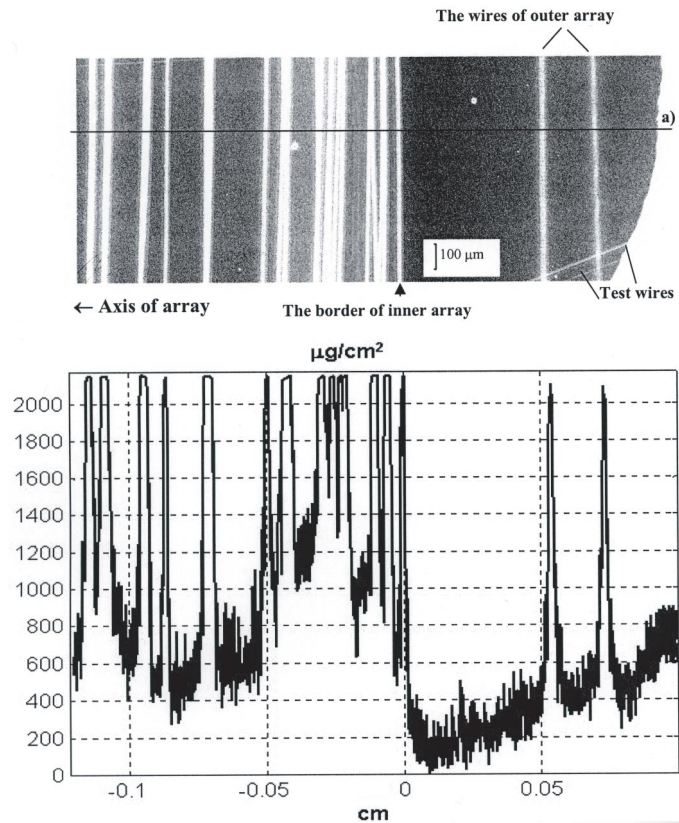 The wires of outer array
a)
100 μm
← Axis of array
The border of inner array
Test wires
μg/cm²
2000
1800
1600
1400
1200
1000
800
600
400
200
0
-0.1
-0.05
0
0.05
cm